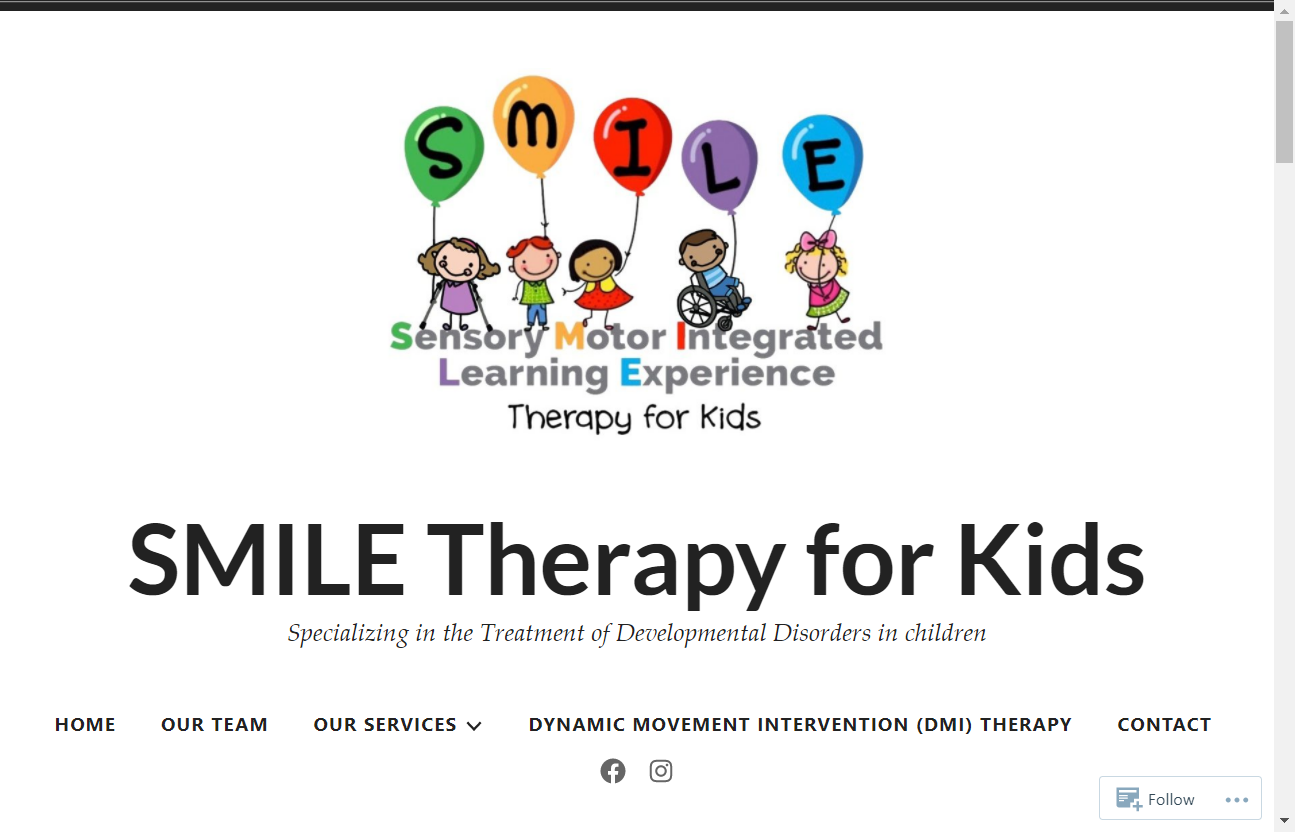 S M I L E
Sensory Motor Integrated
Learning Experience
Therapy for Kids
SMILE Therapy for Kids
Specializing in the Treatment of Developmental Disorders in children
HOME OUR TEAM OUR SERVICES DYNAMIC MOVEMENT INTERVENTION (DMI) THERAPY CONTACT
Follow